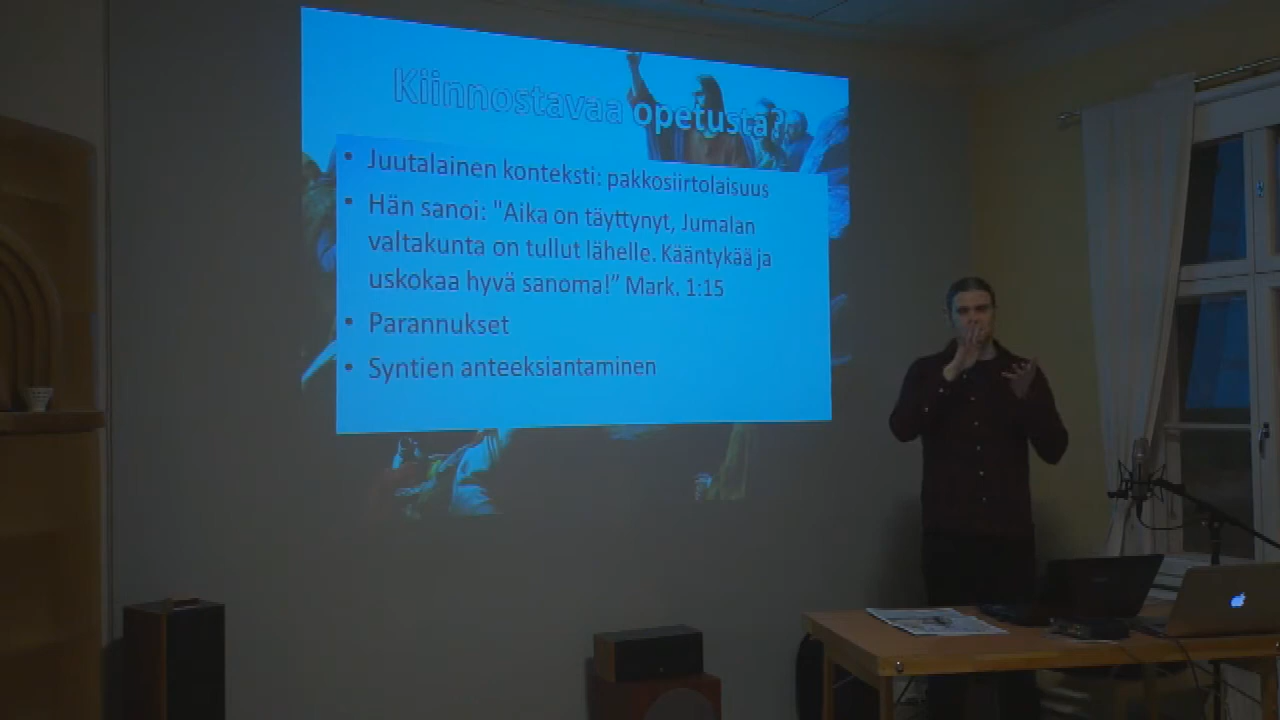 Kiinnostavaa opetusta?
• Juutalainen konteksti: pakkosiirtolaisuus
• Hän sanoi: "Aika on täyttynyt, Jumalan
valtakunta on tullut lähelle. Kääntykää ja
uskokaa hyvä sanoma!” Mark. 1:15
• Parannukset
• Syntien anteeksiantaminen